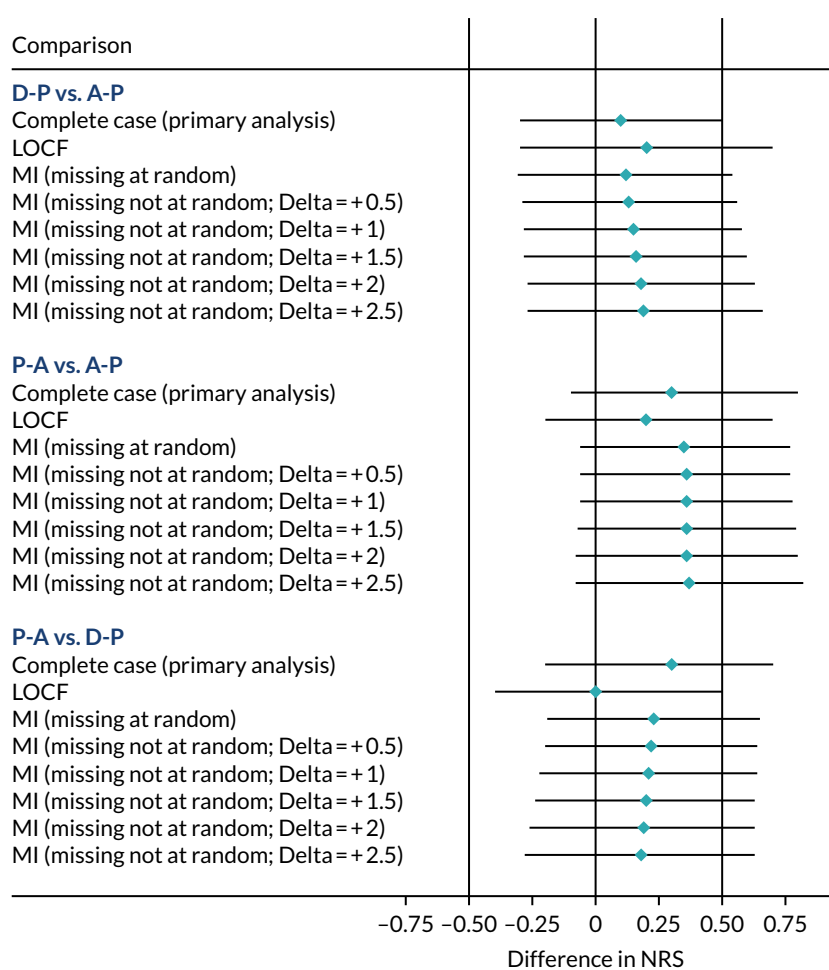 Comparison
D-P vs. A-P
Complete case (primary analysis)
LOCF
MI (missing at random)
MI (missing not at random; Delta = +0.5)
MI (missing not at random; Delta = +1)
MI (missing not at random; Delta = +1.5)
MI (missing not at random; Delta = +2)
MI (missing not at random; Delta = +2.5)
P-A vs. A-P
Complete case (primary analysis)
LOCF
MI (missing at random)
MI (missing not at random; Delta = +0.5)
MI (missing not at random; Delta = +1)
MI (missing not at random; Delta = +1.5)
MI (missing not at random; Delta = +2)
MI (missing not at random; Delta = +2.5)
P-A vs. D-P
Complete case (primary analysis)
LOCF
MI (missing at random)
MI (missing not at random; Delta = +0.5)
MI (missing not at random; Delta = +1)
MI (missing not at random; Delta = +1.5)
MI (missing not at random; Delta = +2)
MI (missing not at random; Delta = +2.5)
−0.75 −0.50 −0.25 0 0.25 0.50 0.75
Difference in NRS